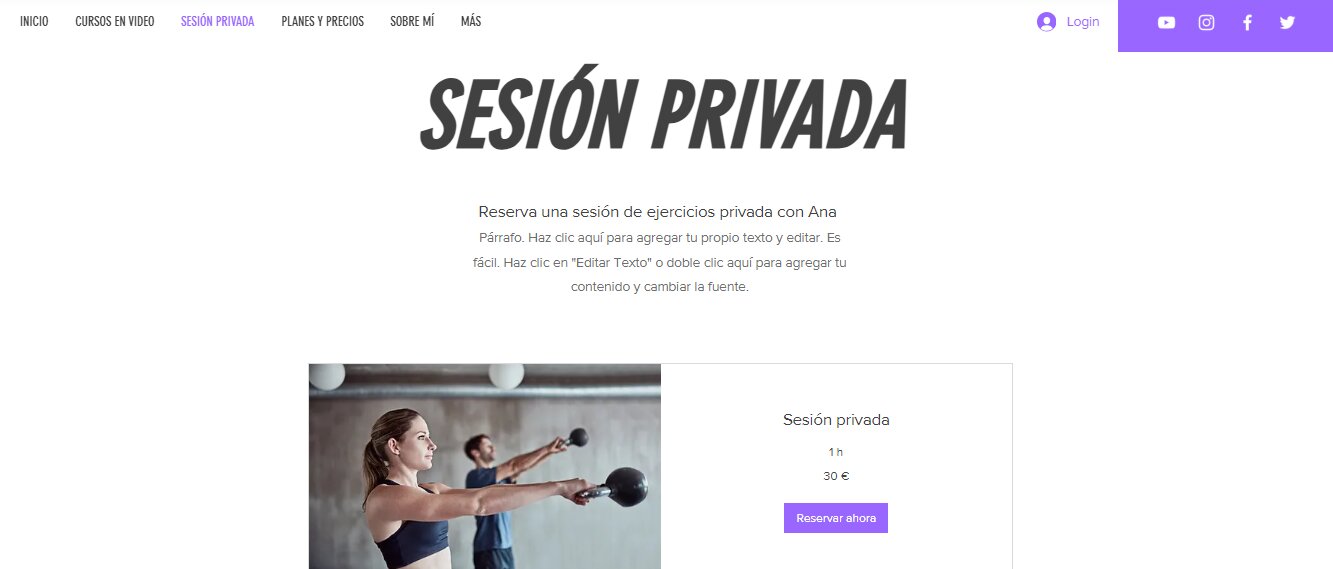 INICIO CURSOS EN VIDEO SESIÓN PRIVADA PLANES Y PRECIOS SOBRE MÍ MÁS Login
SESIÓN PRIVADA
Reserva una sesión de ejercicios privada con Ana
Párrafo. Haz clic aquí para agregar tu propio texto y editar. Es
fácil. Haz clic en "Editar Texto" o doble clic aquí para agregar tu
contenido y cambiar la fuente.
Sesión privada
1 h
30 €
Reservar ahora